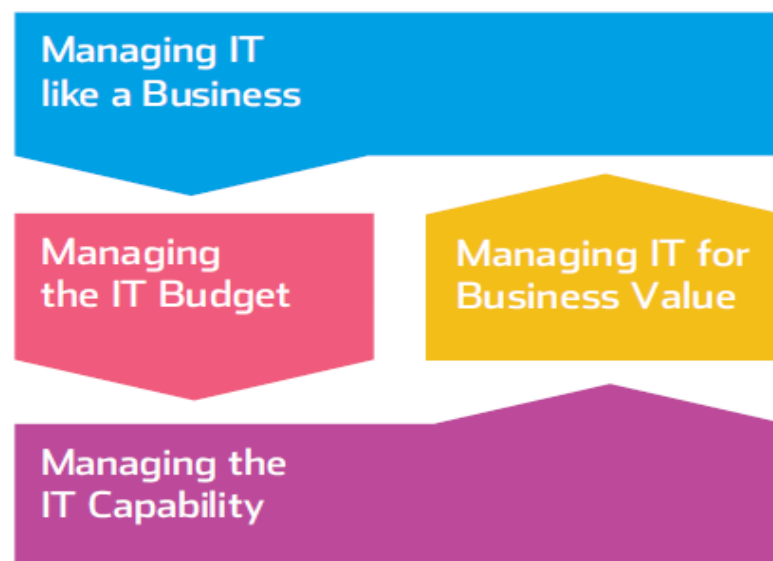 Managing IT
like a Business
Managing
the IT Budget
Managing IT for
Business Value
Managing the
IT Capability